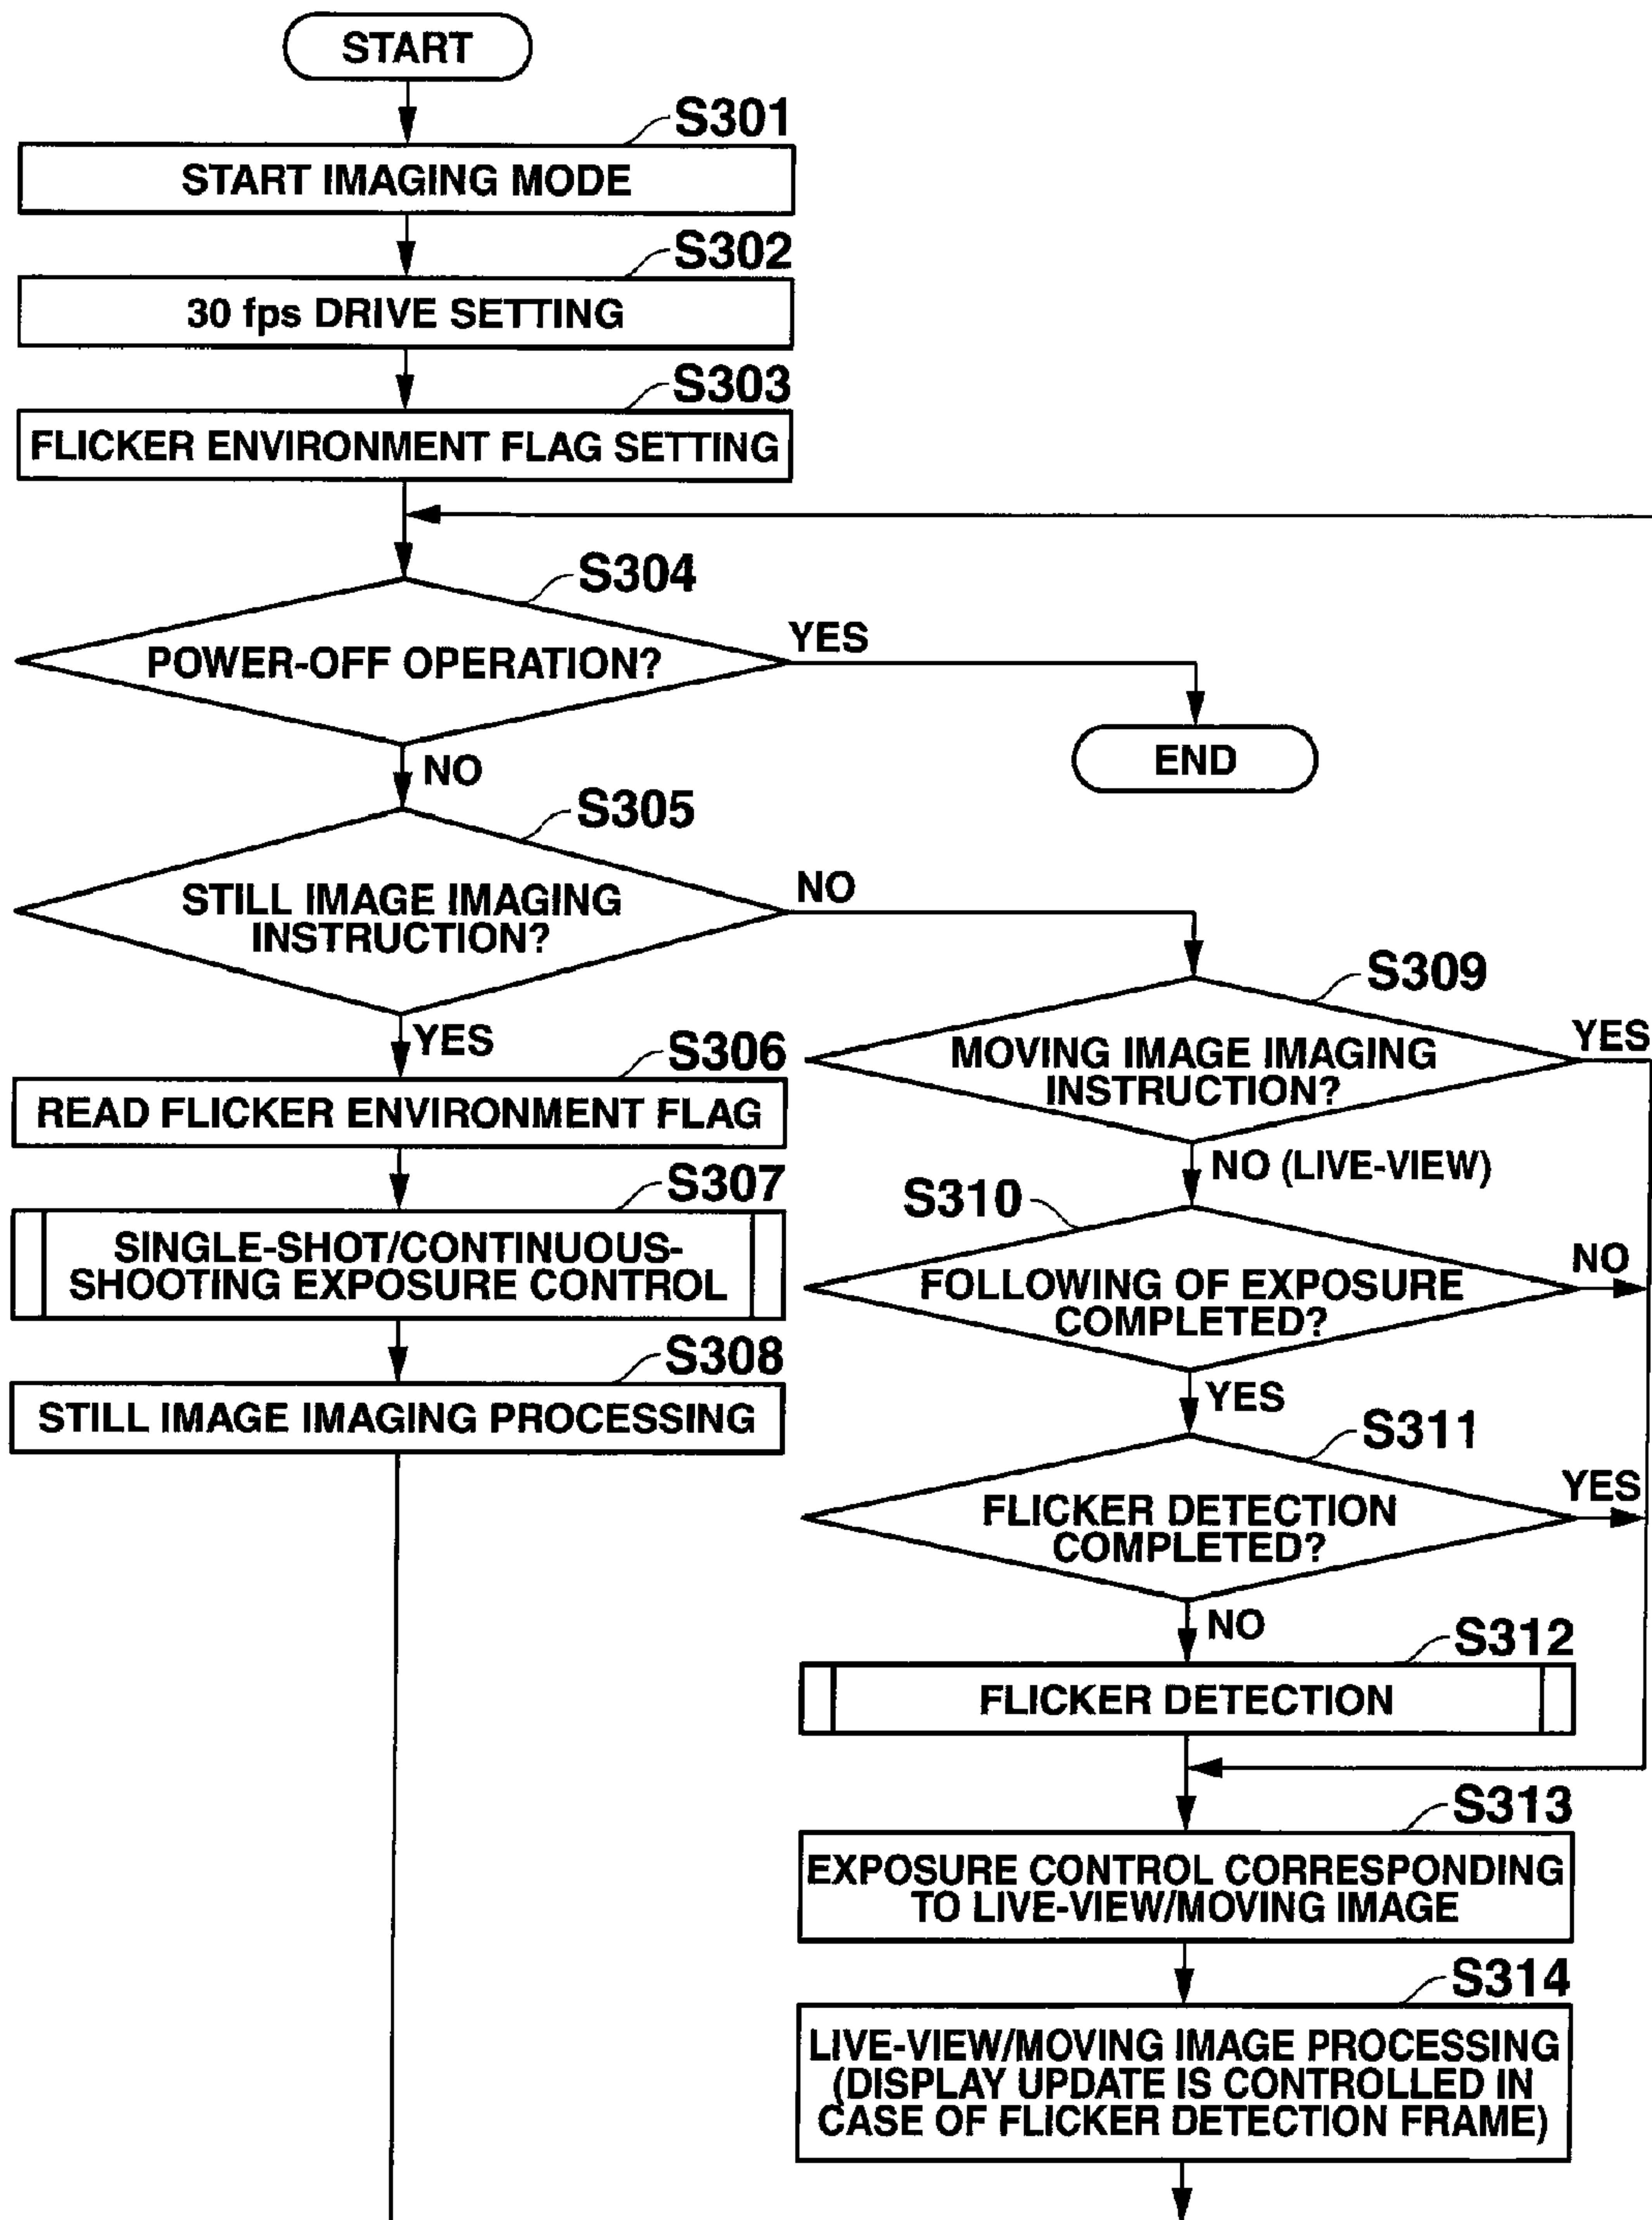 START
S301
START IMAGING MODE
S302
30 fps DRIVE SETTING
S303
FLICKER ENVIRONMENT FLAG SETTING
S304
POWER-OFF OPERATION?
YES
END
NO
S305
STILL IMAGE IMAGING
INSTRUCTION?
NO
YES
S306
READ FLICKER ENVIRONMENT FLAG
S307
SINGLE-SHOT/CONTINUOUS-
SHOOTING EXPOSURE CONTROL
S308
STILL IMAGE IMAGING PROCESSING
S309
MOVING IMAGE IMAGING
INSTRUCTION?
YES
NO (LIVE-VIEW)
S310
FOLLOWING OF EXPOSURE
COMPLETED?
NO
YES
S311
FLICKER DETECTION
COMPLETED?
YES
NO
S312
FLICKER DETECTION
S313
EXPOSURE CONTROL CORRESPONDING
TO LIVE-VIEW/MOVING IMAGE
S314
LIVE-VIEW/MOVING IMAGE PROCESSING
(DISPLAY UPDATE IS CONTROLLED IN
CASE OF FLICKER DETECTION FRAME)